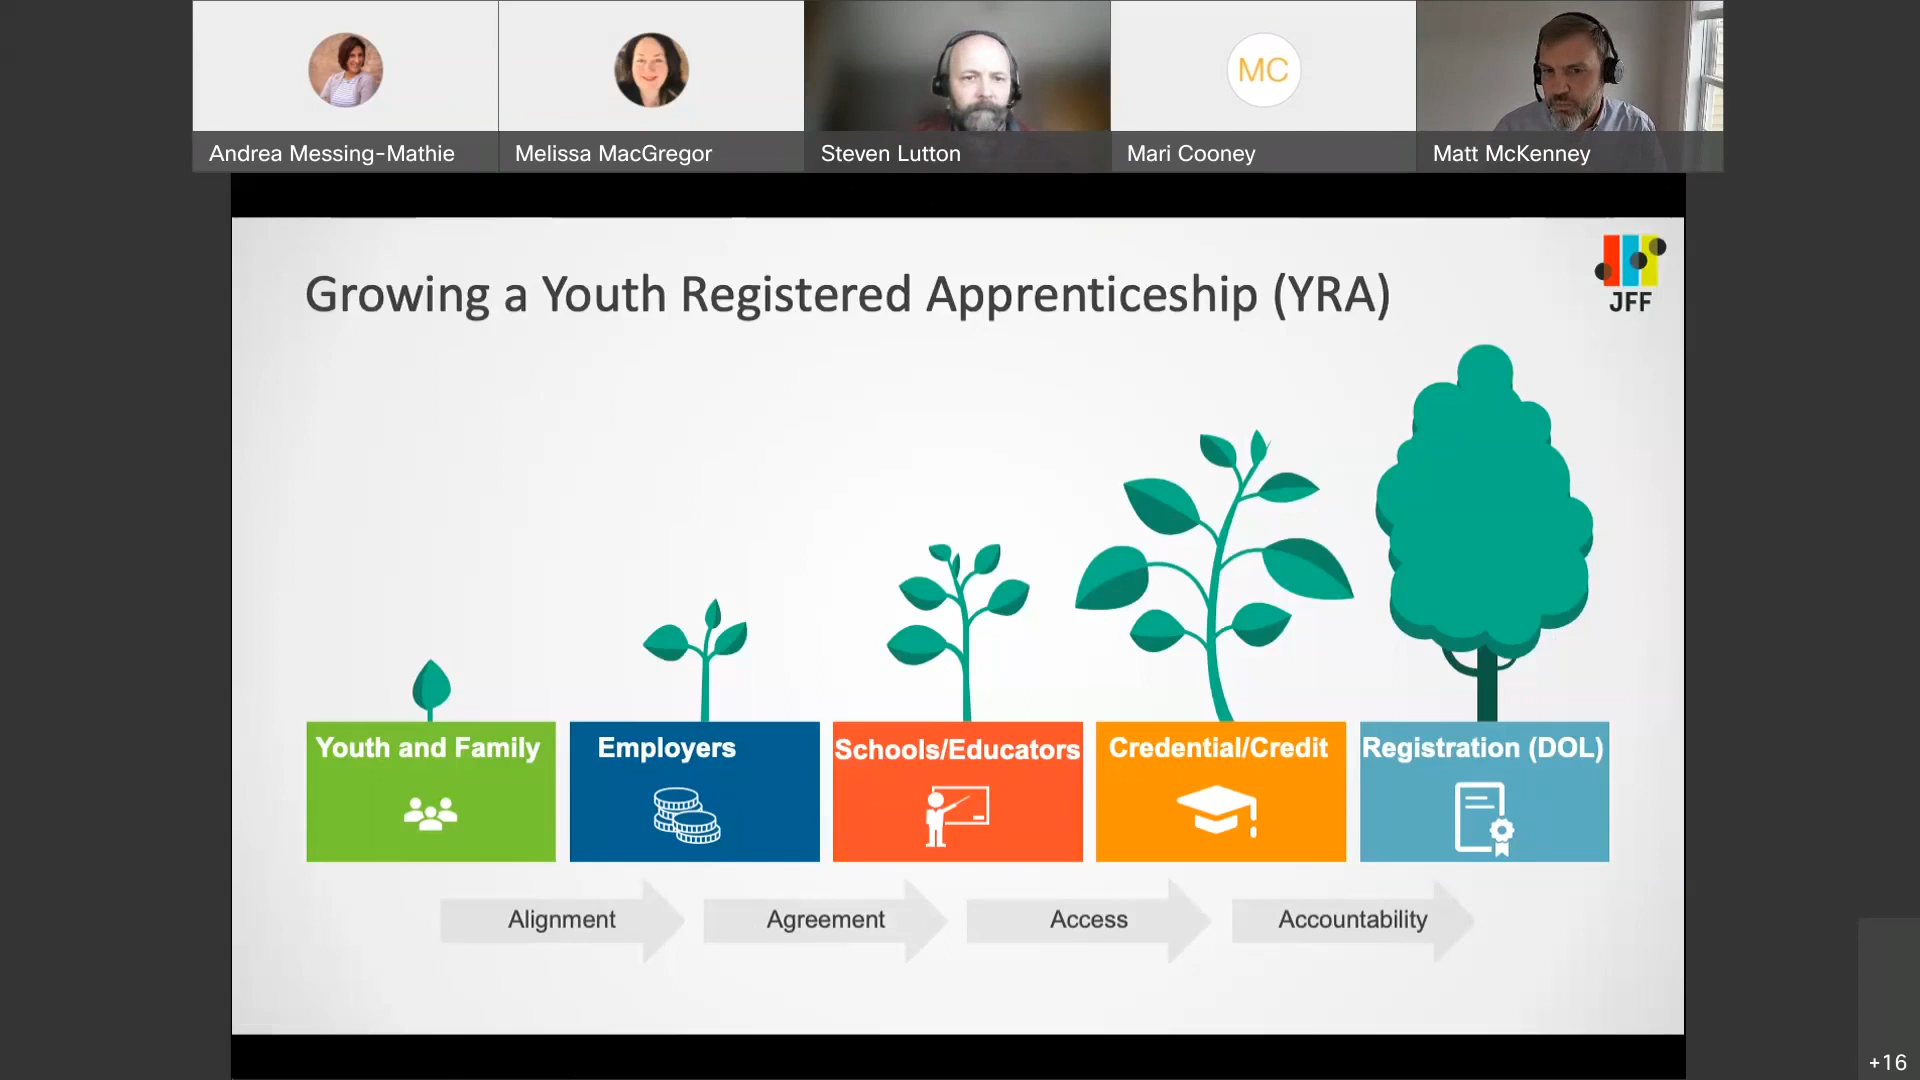 Andrea Messing-Mathie
Melissa MacGregor
Steven Lutton
MC
Mari Cooney
Matt McKenney
Growing a Youth Registered Apprenticeship (YRA)
JFF
Youth and Family
Employers
Schools/Educators
Credential/Credit
Registration (DOL)
Alignment
Agreement
Access
Accountability
+16